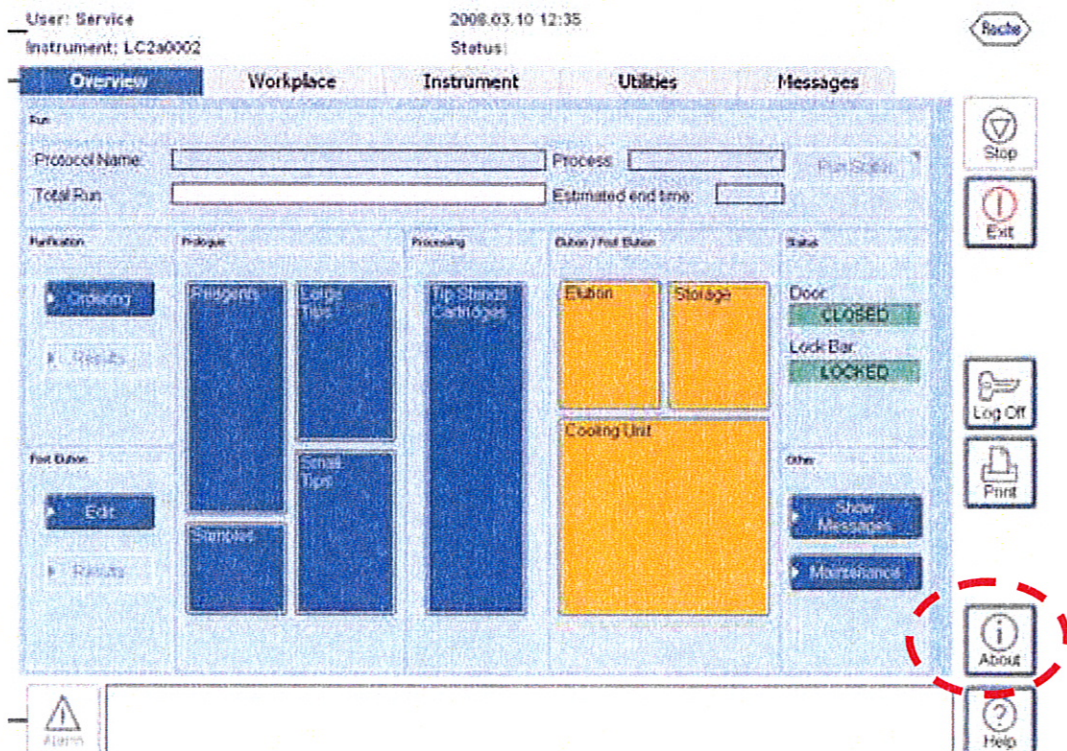 User: Service
2008.03.10 12:35
Roche
Instrument: LC2a0002
Status:
Overview
Workplace
Instrument
Utilities
Messages
Run
Protocol Name:
Process:
Run Status
Total Run:
Estimated end time:
Stop
Exit
Purification
Prologue
Processing
Elution / Post Elution
Status
Ordering
Results
Reagents
Large
Tips
Tip Stands
Cartridges
Elution
Storage
Door:
CLOSED
Lock Bar:
LOCKED
Log Off
Print
Post Elution
Edit
Results
Samples
Small
Tips
Cooling Unit
Other
Show
Messages
Maintenance
About
Alarm
Help